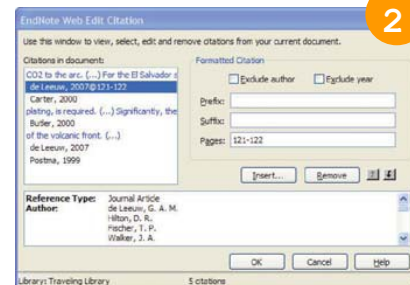 2
EndNote Web Edit Citation
Use this window to view, select, edit and remove citations from your current document.
Citations in document:
CO2 to the arc. (...) For the El Salvador s
de Leeuw, 2007@121-122
Carter, 2000
plating, is required. (...) Significantly, the
Butler, 2000
of the volcanic front. (...)
de Leeuw, 2007
Postma, 1999
Formatted Citation
Exclude author Exclude year
Prefix:
Suffix:
Pages: 121-122
Insert... Remove
Reference Type: Journal Article
Author: de Leeuw, G. A. M.
Hilton, D. R.
Fischer, T. P.
Walker, J. A.
OK Cancel Help
Library: Traveling Library 5 citations